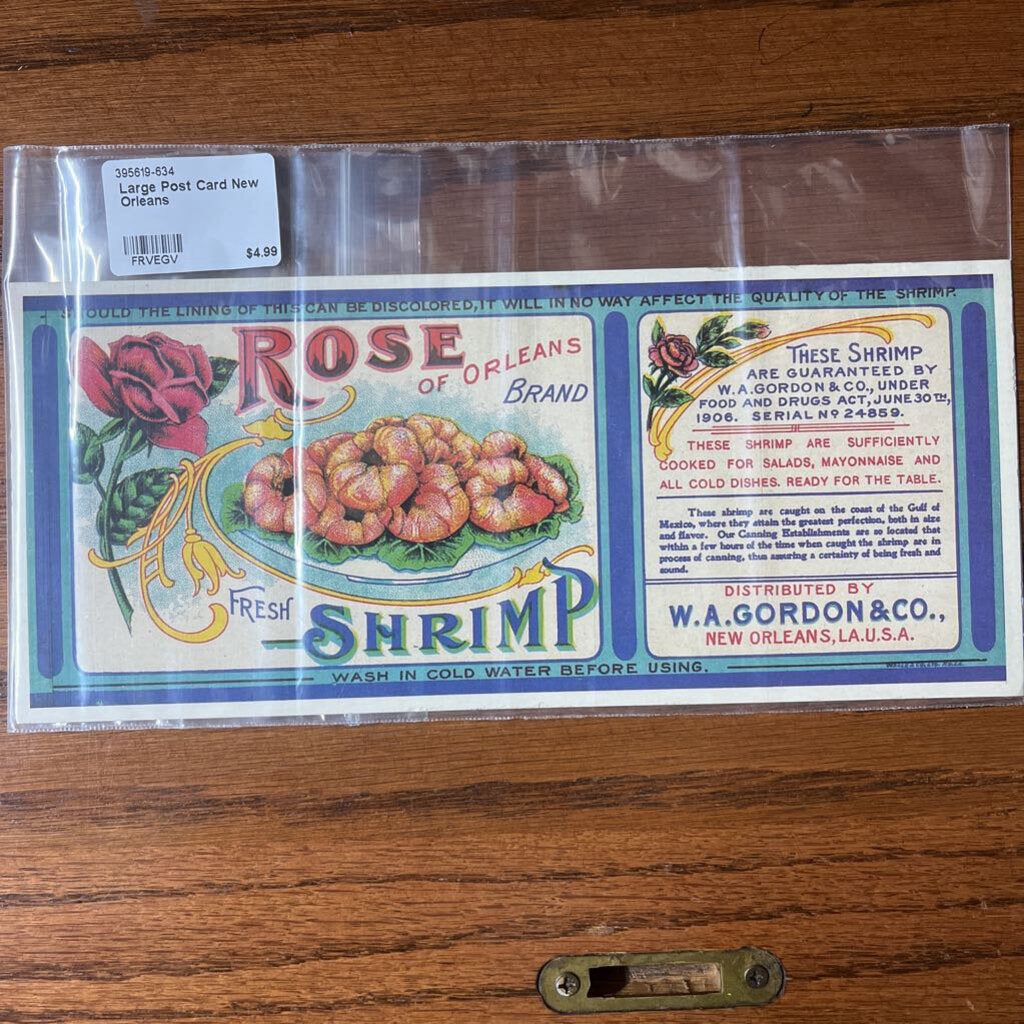 395619-634
Large Post Card New
Orleans
FRVEGV
$4.99
SHOULD THE LINING OF THIS CAN BE DISCOLORED, IT WILL IN NO WAY AFFECT THE QUALITY OF THE SHRIMP.
ROSE
OF ORLEANS
BRAND
FRESH
SHRIMP
WASH IN COLD WATER BEFORE USING.
THESE SHRIMP
ARE GUARANTEED BY
W.A.GORDON & CO., UNDER
FOOD AND DRUGS ACT, JUNE 30TH,
1906. SERIAL No 24859.
THESE SHRIMP ARE SUFFICIENTLY
COOKED FOR SALADS, MAYONNAISE AND
ALL COLD DISHES. READY FOR THE TABLE.
These shrimp are caught on the coast of the Gulf of
Mexico, where they attain the greatest perfection, both in size
and flavor. Our Canning Establishments are so located that
within a few hours of the time when caught the shrimp are in
process of canning, thus assuring a certainty of being fresh and
sound.
DISTRIBUTED BY
W.A.GORDON & CO.,
NEW ORLEANS, LA. U.S.A.